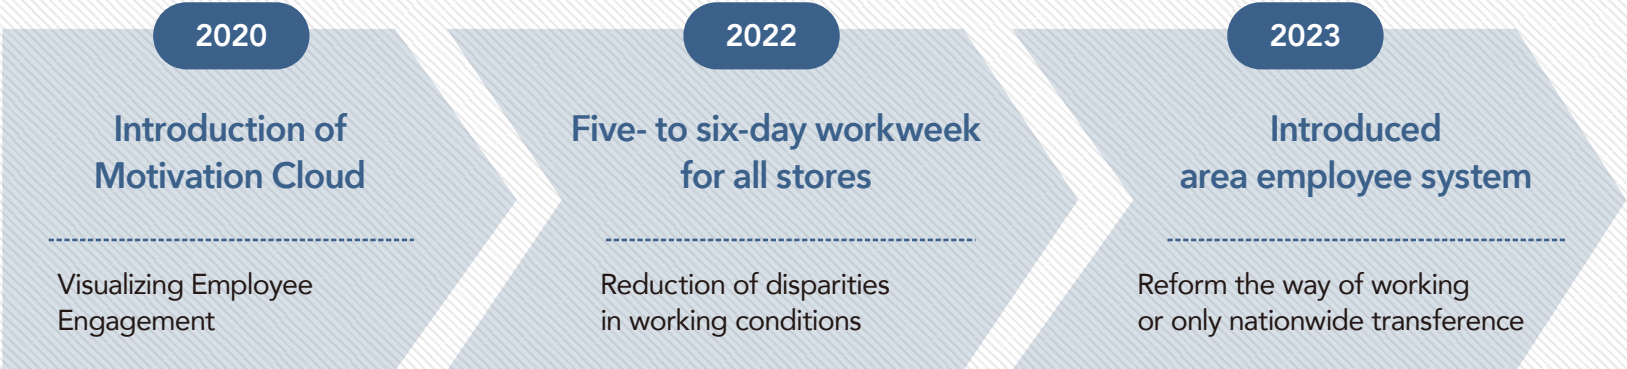 2020
Introduction of
Motivation Cloud
Visualizing Employee
Engagement
2022
Five- to six-day workweek
for all stores
Reduction of disparities
in working conditions
2023
Introduced
area employee system
Reform the way of working
or only nationwide transference